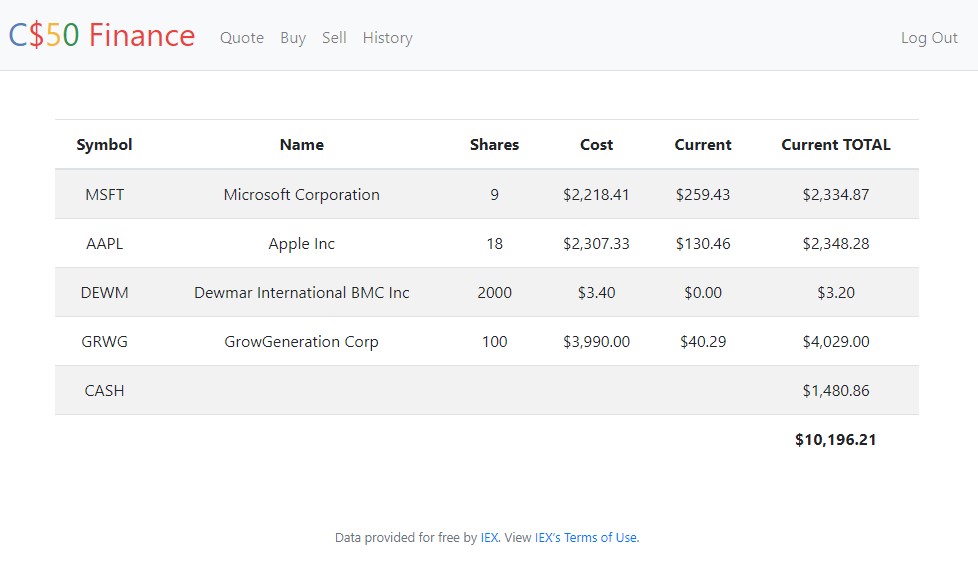 C$50 Finance Quote Buy Sell History Log Out
Symbol Name Shares Cost Current Current TOTAL
MSFT Microsoft Corporation 9 $2,218.41 $259.43 $2,334.87
AAPL Apple Inc 18 $2,307.33 $130.46 $2,348.28
DEWM Dewmar International BMC Inc 2000 $3.40 $0.00 $3.20
GRWG GrowGeneration Corp 100 $3,990.00 $40.29 $4,029.00
CASH $1,480.86
$10,196.21
Data provided for free by IEX. View IEX's Terms of Use.